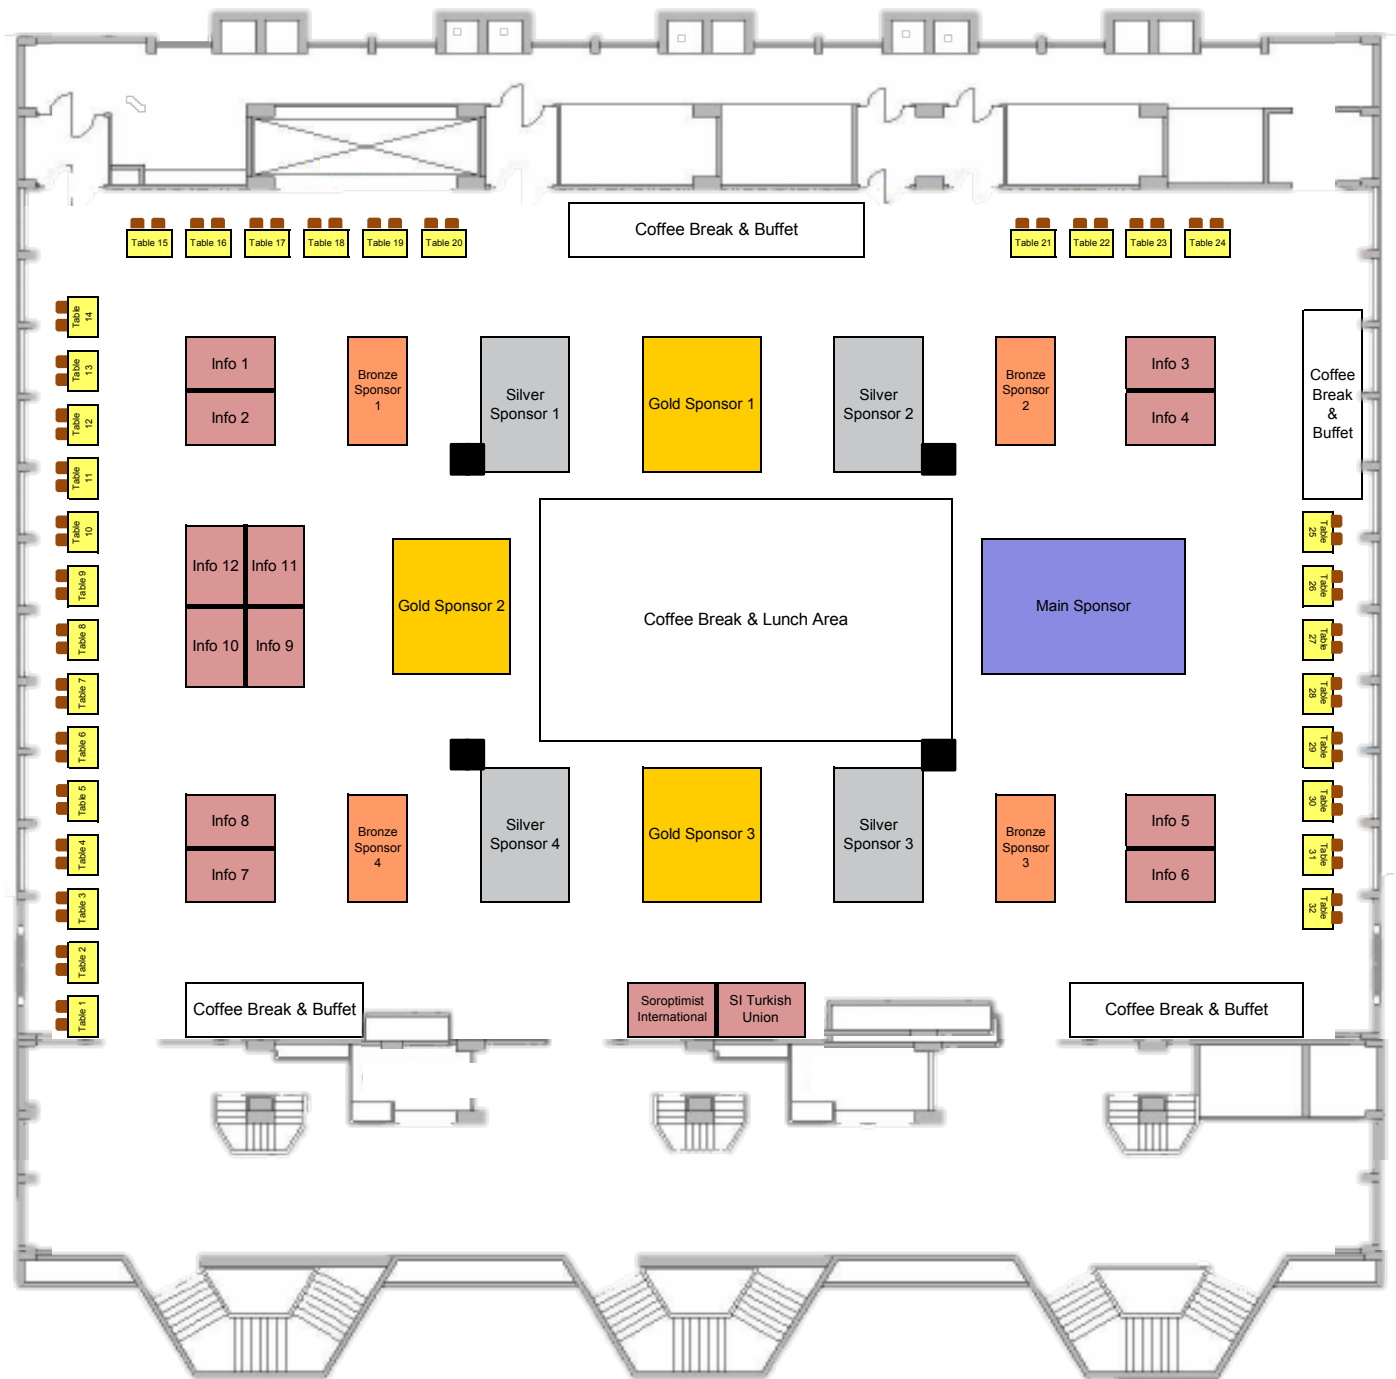 Coffee Break & Buffet
Table 15
Table 16
Table 17
Table 18
Table 19
Table 20
Table 21
Table 22
Table 23
Table 24
Table
14
Table
13
Table
12
Table
11
Table
10
Table 9
Table 8
Table 7
Table 6
Table 5
Table 4
Table 3
Table 2
Table 1
Info 1
Info 2
Bronze
Sponsor
1
Silver
Sponsor 1
Gold Sponsor 1
Silver
Sponsor 2
Bronze
Sponsor
2
Info 3
Info 4
Coffee
Break
&
Buffet
Info 12
Info 11
Info 10
Info 9
Gold Sponsor 2
Coffee Break & Lunch Area
Main Sponsor
Table
25
Table
26
Table
27
Table
28
Table
29
Table
30
Table
31
Table
32
Info 8
Info 7
Bronze
Sponsor
4
Silver
Sponsor 4
Gold Sponsor 3
Silver
Sponsor 3
Bronze
Sponsor
3
Info 5
Info 6
Coffee Break & Buffet
Soroptimist
International
SI Turkish
Union
Coffee Break & Buffet